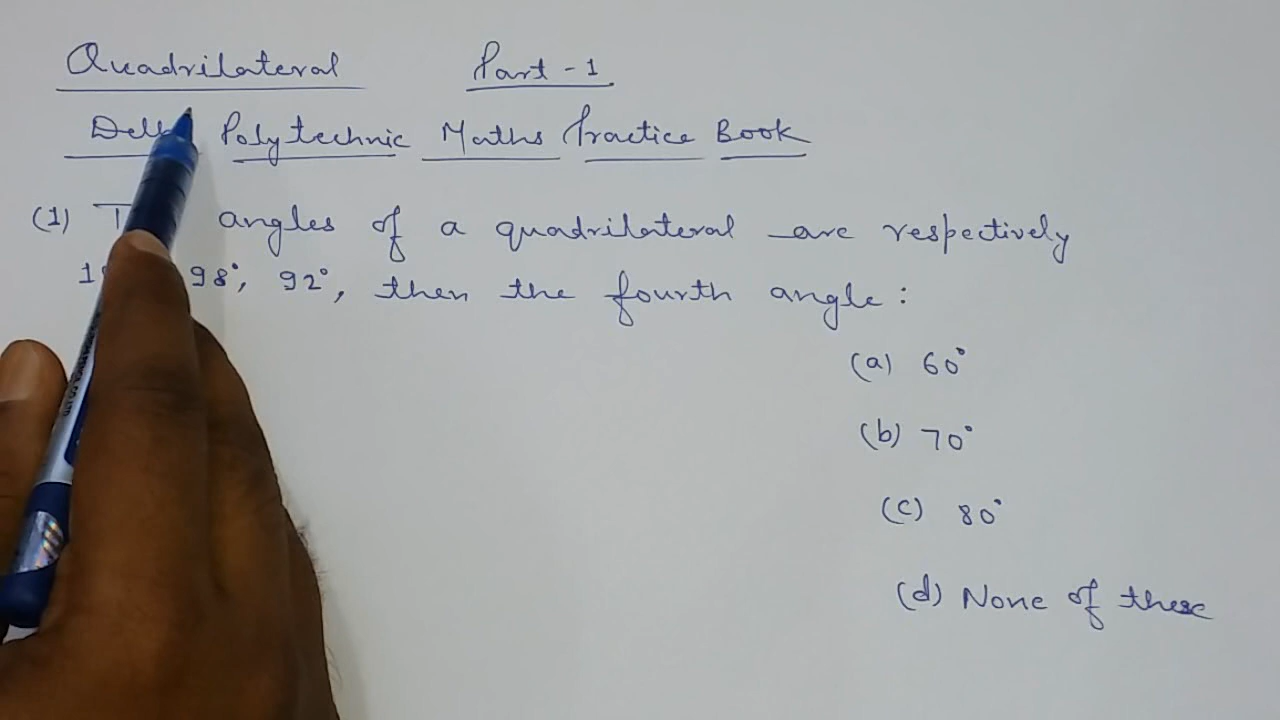 Quadrilateral Part - 1
Polytechnic Maths Practice Book
(1) angles of a quadrilateral are respectively
98°, 92°, then the fourth angle :
(a) 60°
(b) 70°
(c) 80°
(d) None of these